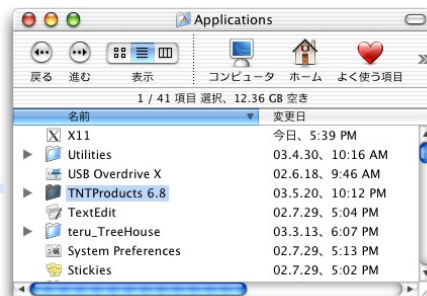 Applications
戻る 進む 表示 コンピュータ ホーム よく使う項目
1 / 41 項目 選択、12.36 GB 空き
名前 変更日
X11 今日、5:39 PM
Utilities 03.4.30、10:16 AM
USB Overdrive X 02.6.18、9:46 AM
TNTProducts 6.8 03.5.20、10:12 PM
TextEdit 02.7.29、5:04 PM
teru_TreeHouse 03.3.13、6:07 PM
System Preferences 02.7.29、5:13 PM
Stickies 02.7.29、5:02 PM